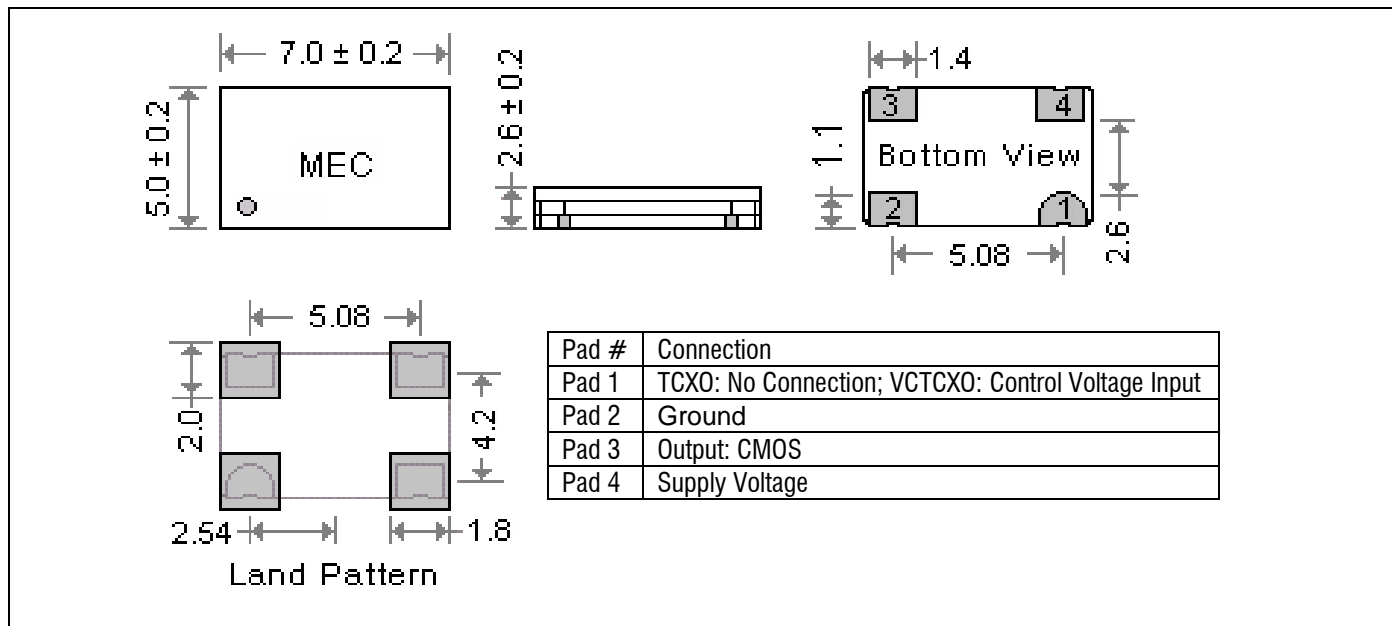 7.0 ± 0.2
5.0 ± 0.2
MEC
2.6 ± 0.2
1.4
3
4
1.1
Bottom View
2
1
2.6
5.08
5.08
2.0
4.2
2.54
1.8
Land Pattern
Pad # Connection
Pad 1 TCXO: No Connection; VCTCXO: Control Voltage Input
Pad 2 Ground
Pad 3 Output: CMOS
Pad 4 Supply Voltage